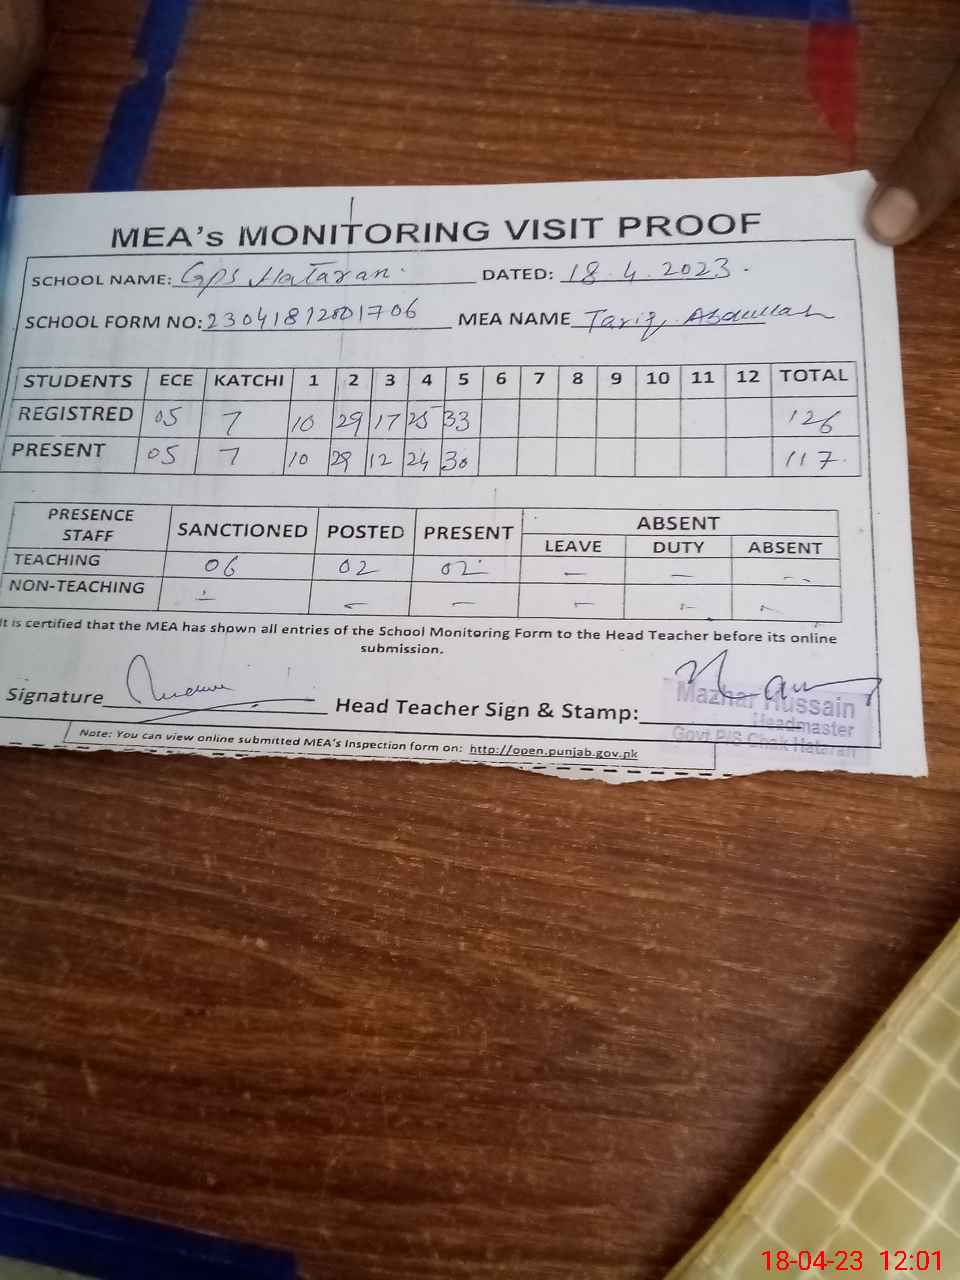 MEA's MONITORING VISIT PROOF
SCHOOL NAME: GPS Hataran. DATED: 18.4.2023.
SCHOOL FORM NO: 23041812001706 MEA NAME Tariq Abdullah
STUDENTS ECE KATCHI 1 2 3 4 5 6 7 8 9 10 11 12 TOTAL
REGISTRED 05 7 10 29 17 25 33 126
PRESENT 05 7 10 29 12 24 30 117
PRESENCE STAFF SANCTIONED POSTED PRESENT ABSENT
LEAVE DUTY ABSENT
TEACHING 06 02 02 — — --
NON-TEACHING - - - - - -
It is certified that the MEA has shown all entries of the School Monitoring Form to the Head Teacher before its online
submission.
Signature Head Teacher Sign & Stamp:
Mazhar Hussain
Headmaster
Govt P/S Chak Hataran
Note: You can view online submitted MEA's Inspection form on: http://open.punjab.gov.pk
18-04-23 12:01